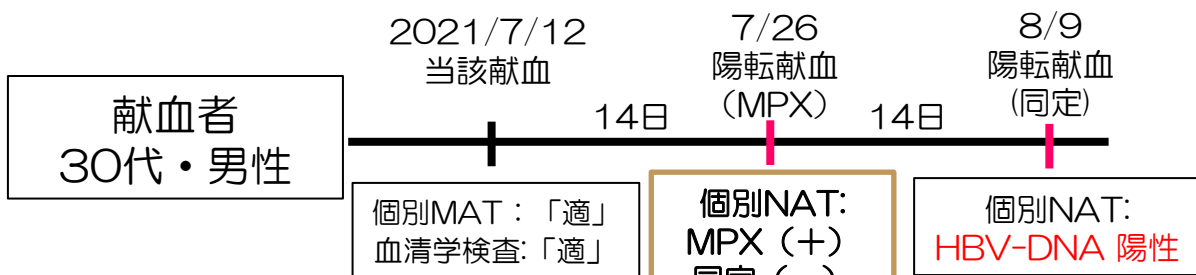 2021/7/12
当該献血
7/26
陽転献血
（MPX）
8/9
陽転献血
(同定)
献血者
30代・男性
14日
14日
個別MAT：「適」
血清学検査:「適」
個別NAT:
MPX（+）
個別NAT:
HBV-DNA 陽性